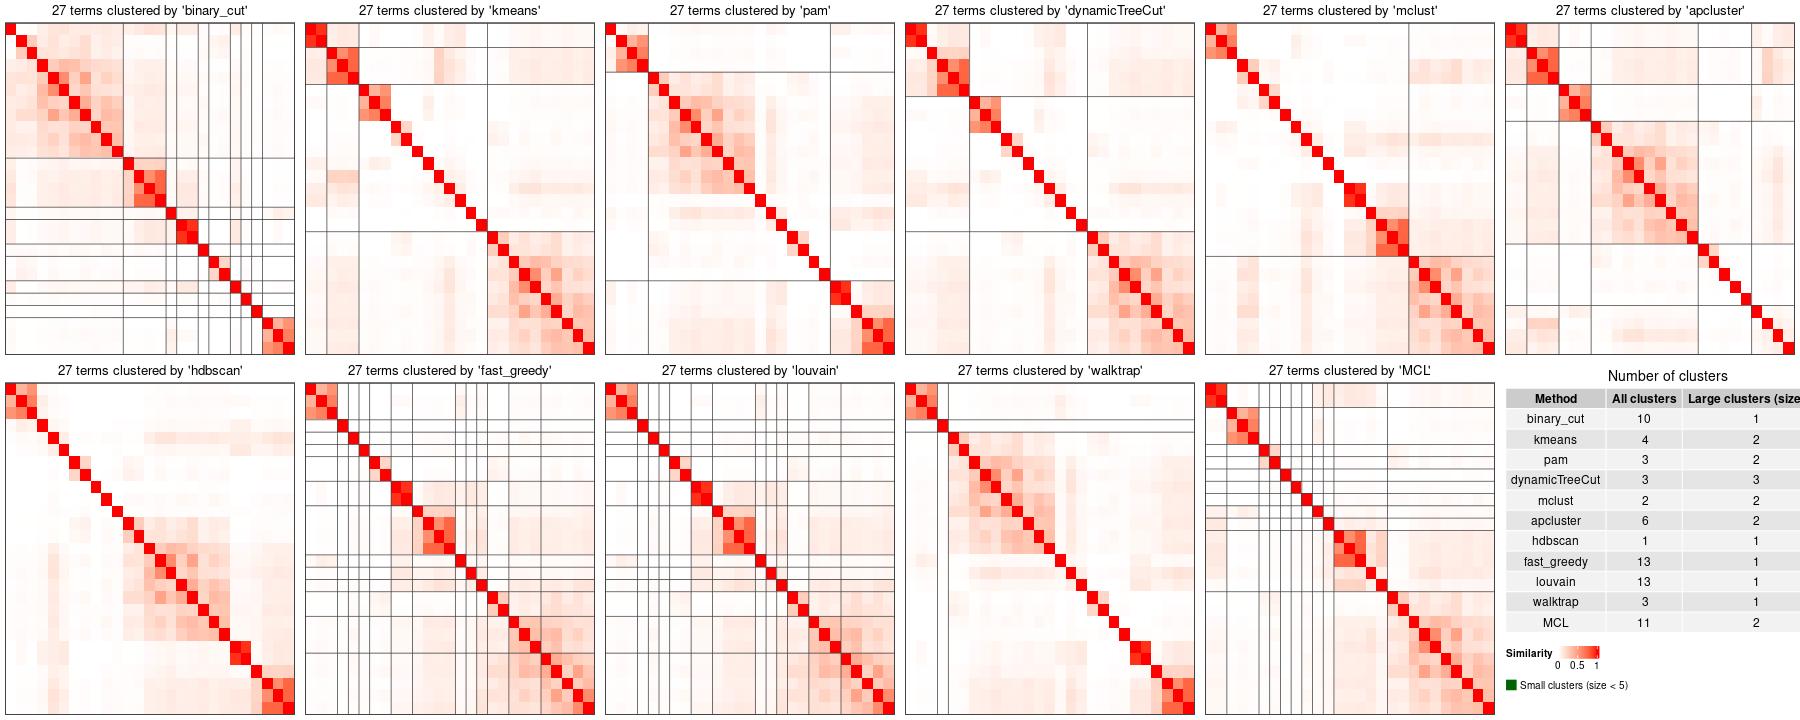 27 terms clustered by 'binary_cut'
27 terms clustered by 'kmeans'
27 terms clustered by 'pam'
27 terms clustered by 'dynamicTreeCut'
27 terms clustered by 'mclust'
27 terms clustered by 'apcluster'
27 terms clustered by 'hdbscan'
27 terms clustered by 'fast_greedy'
27 terms clustered by 'louvain'
27 terms clustered by 'walktrap'
27 terms clustered by 'MCL'
Number of clusters
Method All clusters Large clusters (size
binary_cut 10 1
kmeans 4 2
pam 3 2
dynamicTreeCut 3 3
mclust 2 2
apcluster 6 2
hdbscan 1 1
fast_greedy 13 1
louvain 13 1
walktrap 3 1
MCL 11 2
Similarity
0 0.5 1
Small clusters (size < 5)